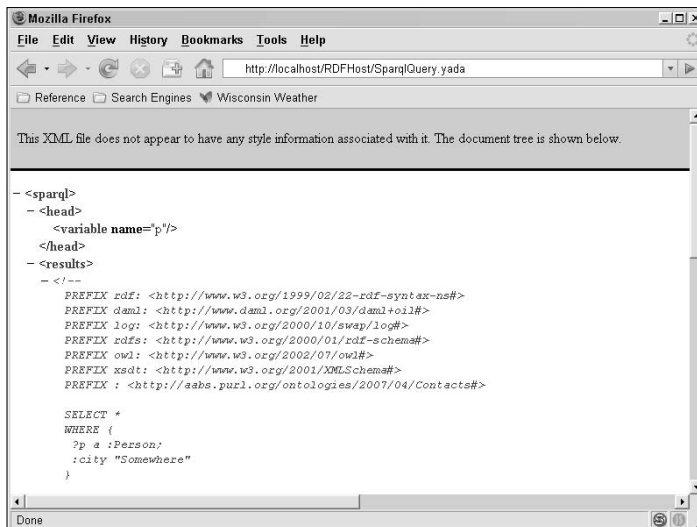 Mozilla Firefox
File Edit View History Bookmarks Tools Help
http://localhost/RDFHost/SparqlQuery.yada
Reference Search Engines Wisconsin Weather
This XML file does not appear to have any style information associated with it. The document tree is shown below.
− <sparql>
− <head>
<variable name="p"/>
</head>
− <results>
− <!--
PREFIX rdf: <http://www.w3.org/1999/02/22-rdf-syntax-ns#>
PREFIX daml: <http://www.daml.org/2001/03/daml+oil#>
PREFIX log: <http://www.w3.org/2000/10/swap/log#>
PREFIX rdfs: <http://www.w3.org/2000/01/rdf-schema#>
PREFIX owl: <http://www.w3.org/2002/07/owl#>
PREFIX xsdt: <http://www.w3.org/2001/XMLSchema#>
PREFIX : <http://aabs.purl.org/ontologies/2007/04/Contacts#>
SELECT *
WHERE {
?p a :Person;
:city "Somewhere"
}
Done